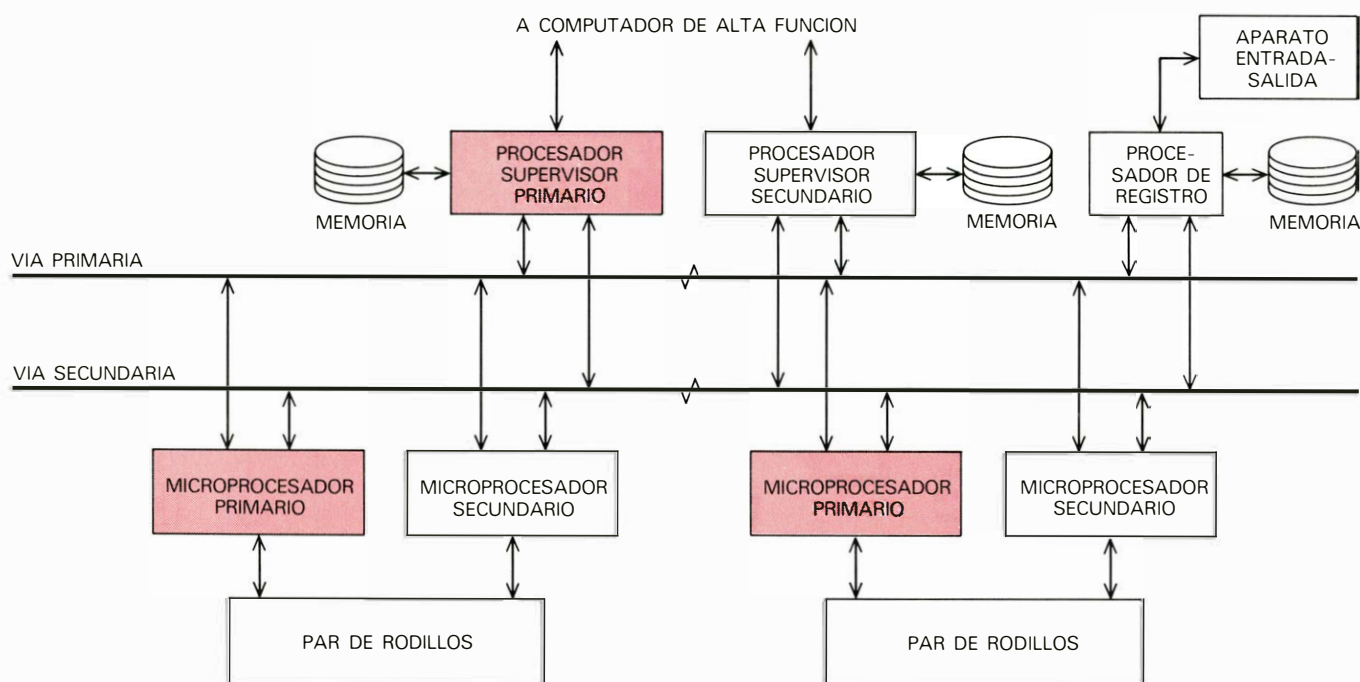 A COMPUTADOR DE ALTA FUNCION
APARATO
ENTRADA-
SALIDA
PROCESADOR
SUPERVISOR
PRIMARIO
PROCESADOR
SUPERVISOR
SECUNDARIO
PROCE-
SADOR DE
REGISTRO
MEMORIA
MEMORIA
MEMORIA
VIA PRIMARIA
VIA SECUNDARIA
MICROPROCESADOR
PRIMARIO
MICROPROCESADOR
SECUNDARIO
MICROPROCESADOR
PRIMARIO
MICROPROCESADOR
SECUNDARIO
PAR DE RODILLOS
PAR DE RODILLOS